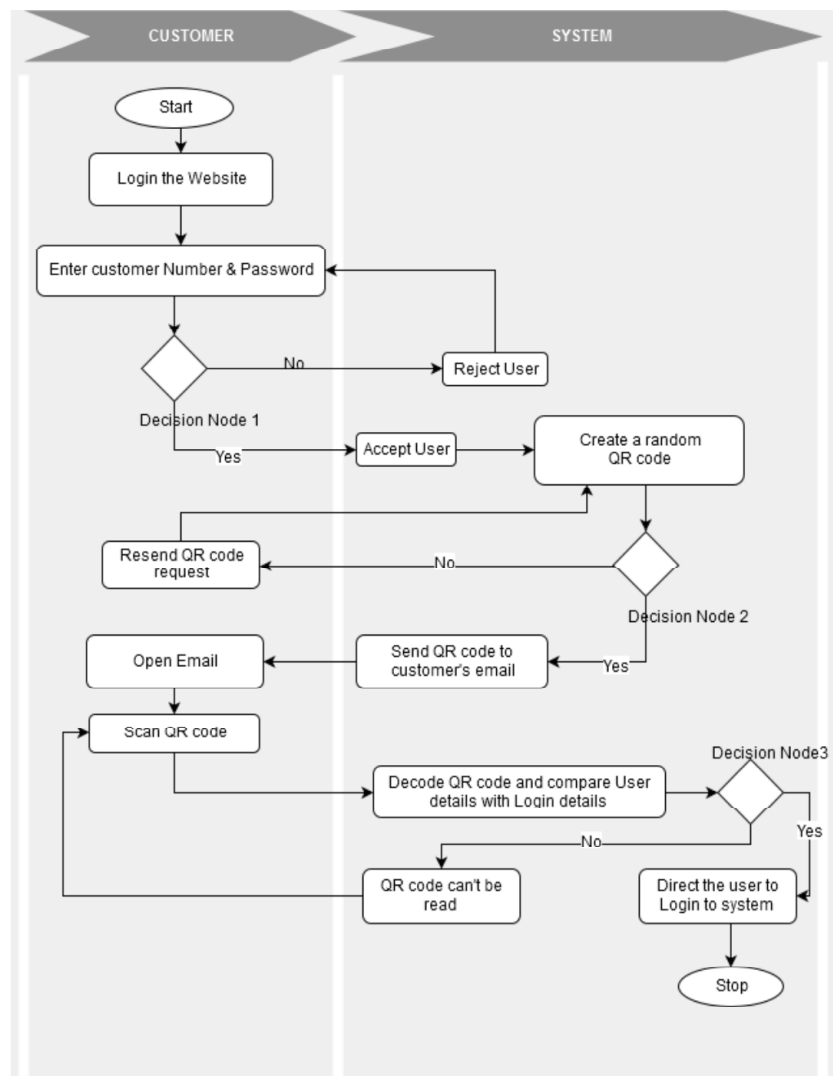 CUSTOMER
SYSTEM
Start
Login the Website
Enter customer Number & Password
No
Reject User
Decision Node 1
Yes
Accept User
Create a random
QR code
Resend QR code
request
No
Decision Node 2
Open Email
Send QR code to
customer's email
Yes
Scan QR code
Decision Node3
Decode QR code and compare User
details with Login details
Yes
No
QR code can't be
read
Direct the user to
Login to system
Stop